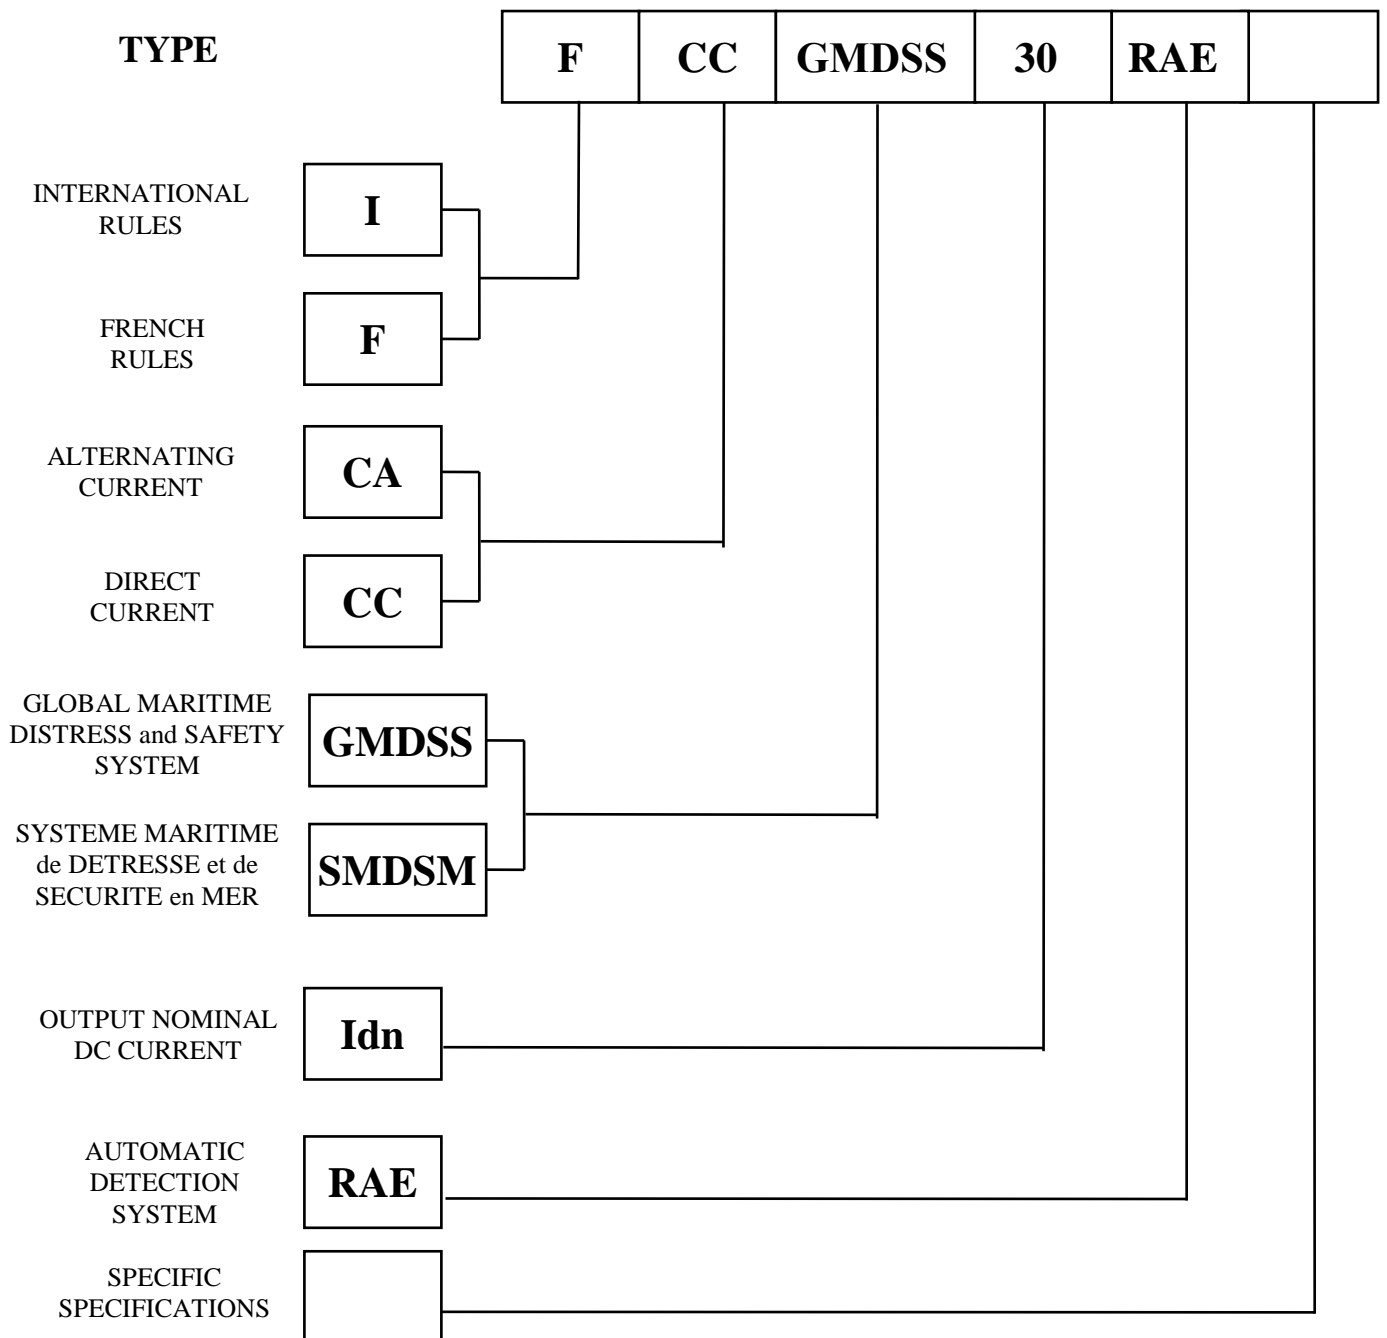 TYPE
F CC GMDSS 30 RAE
INTERNATIONAL
RULES
I
FRENCH
RULES
F
ALTERNATING
CURRENT
CA
DIRECT
CURRENT
CC
GLOBAL MARITIME
DISTRESS and SAFETY
SYSTEM
GMDSS
SYSTEME MARITIME
de DETRESSE et de
SECURITE en MER
SMDSM
OUTPUT NOMINAL
DC CURRENT
Idn
AUTOMATIC
DETECTION
SYSTEM
RAE
SPECIFIC
SPECIFICATIONS